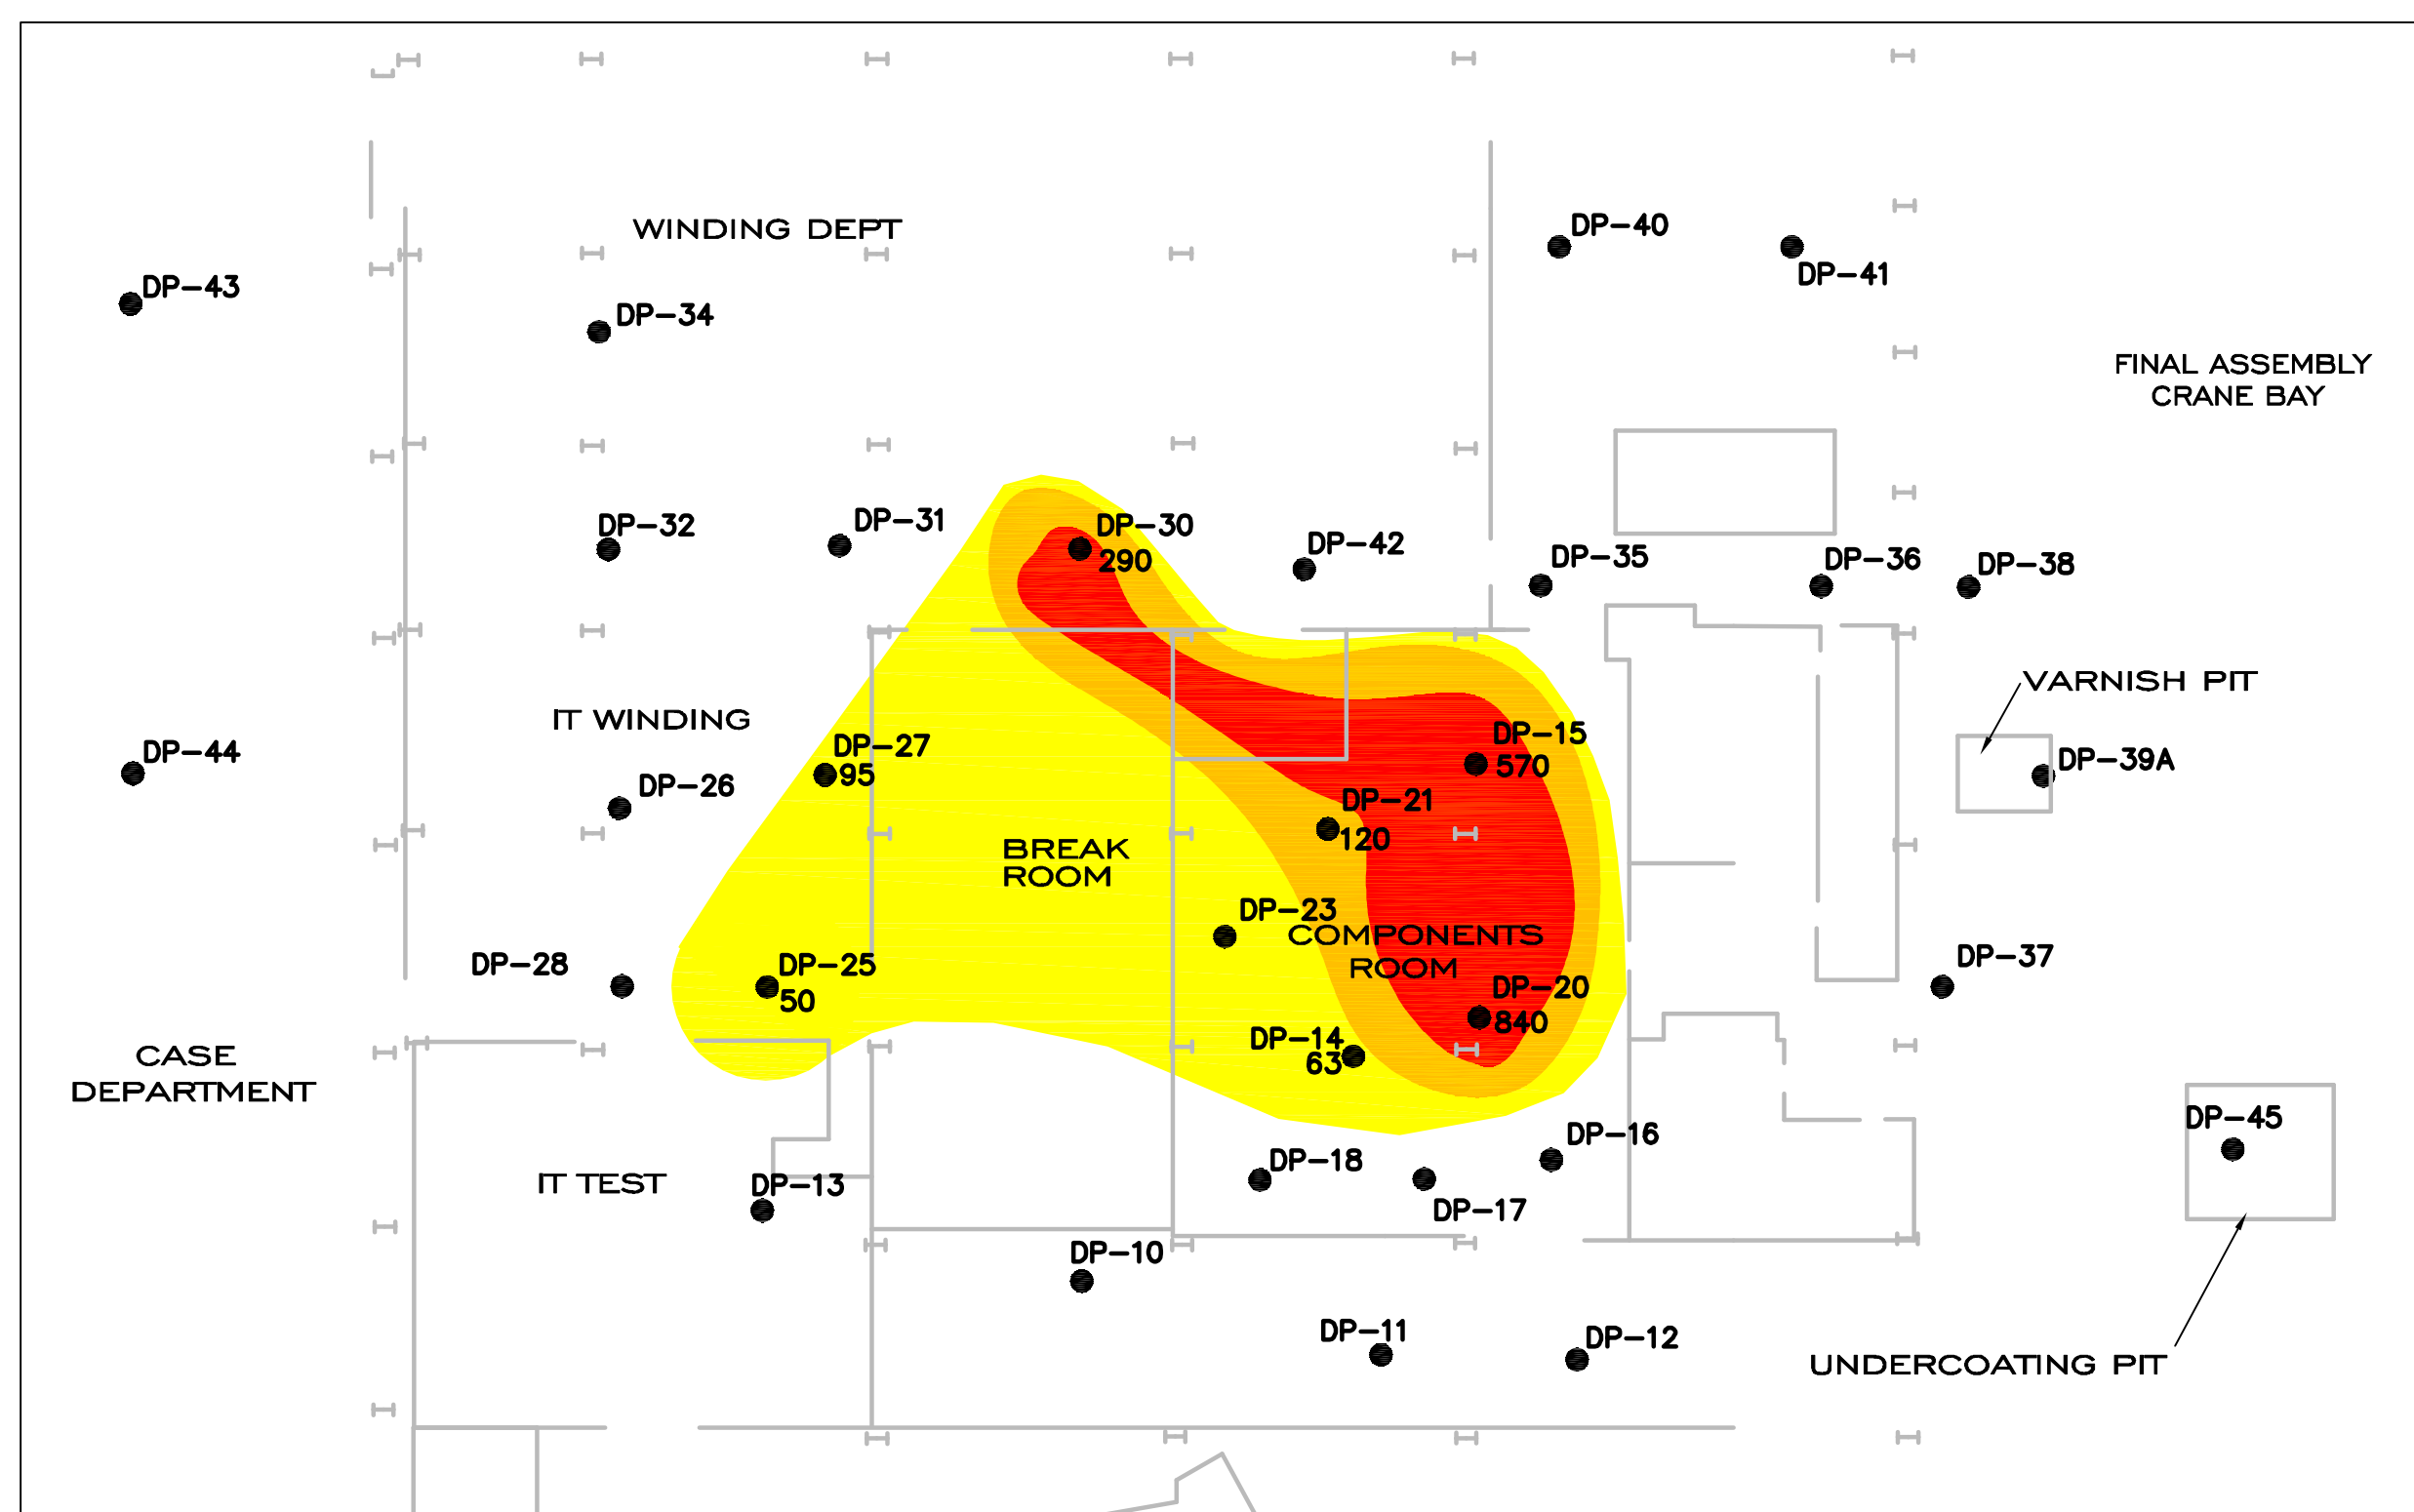 WINDING DEPT
DP-40
DP-41
DP-43
DP-34
FINAL ASSEMBLY
CRANE BAY
DP-32
DP-31
DP-30
290
DP-42
DP-35
DP-36
DP-38
VARNISH PIT
IT WINDING
DP-44
DP-26
DP-27
95
DP-15
570
DP-39A
DP-21
120
BREAK
ROOM
DP-23
COMPONENTS
ROOM
DP-28
DP-25
50
DP-20
840
DP-37
DP-14
63
CASE
DEPARTMENT
DP-45
DP-16
DP-18
DP-17
IT TEST
DP-13
DP-10
DP-11
DP-12
UNDERCOATING PIT